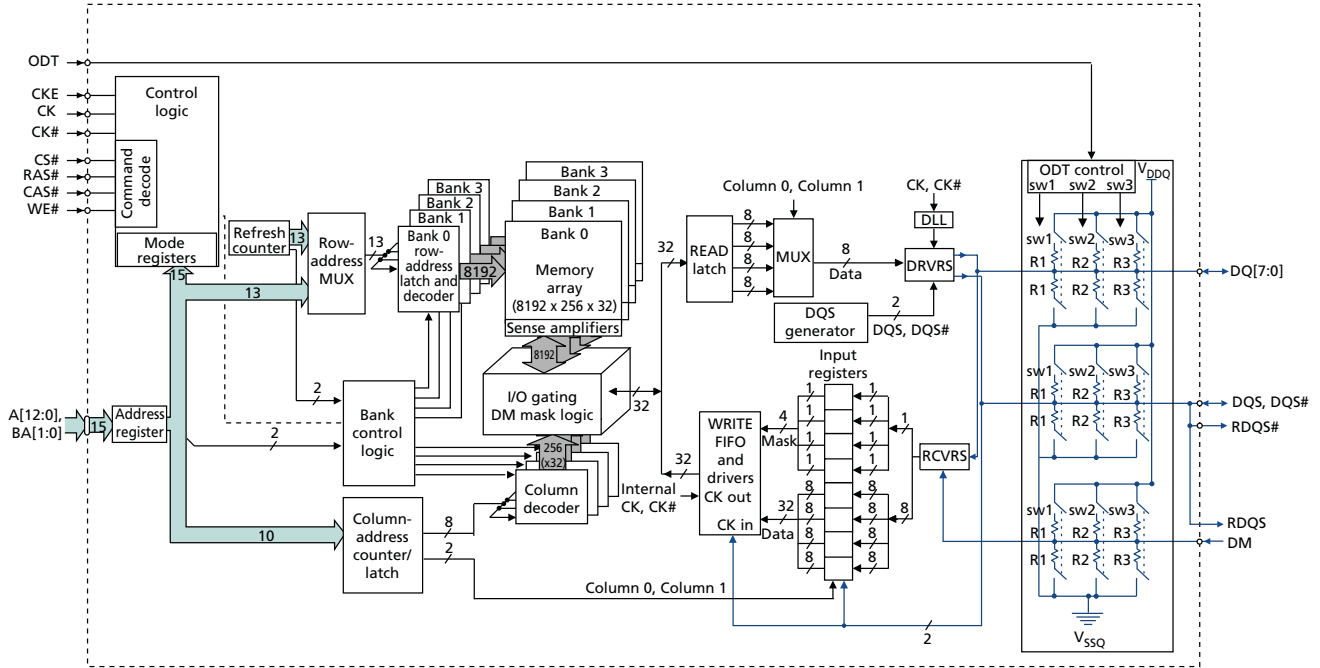 ODT
CKE
CK
CK#
CS#
RAS#
CAS#
WE#
Control
logic
Command
decode
Mode
registers
15
Refresh
counter
13
13
Row-
address
MUX
13
Bank 3
Bank 2
Bank 1
Bank 0
row-
address
latch and
decoder
8192
Bank 3
Bank 2
Bank 1
Bank 0
Memory
array
(8192 x 256 x 32)
Sense amplifiers
8192
I/O gating
DM mask logic
32
256
(x32)
Column
decoder
2
2
Bank
control
logic
A[12:0],
BA[1:0]
15
Address
register
10
Column-
address
counter/
latch
8
2
Column 0, Column 1
32
READ
latch
8
8
8
8
Column 0, Column 1
MUX
8
Data
CK, CK#
DLL
DRVRS
DQS
generator
2
DQS, DQS#
Input
registers
1
1
1
1
8
8
8
8
1
1
1
1
8
8
8
8
1
8
RCVRS
4
Mask
32
Data
WRITE
FIFO
and
drivers
CK out
CK in
32
Internal
CK, CK#
2
ODT control
sw1 sw2 sw3
VDDQ
sw1 sw2 sw3
R1 R2 R3
R1 R2 R3
sw1 sw2 sw3
R1 R2 R3
R1 R2 R3
sw1 sw2 sw3
R1 R2 R3
R1 R2 R3
VSSQ
DQ[7:0]
DQS, DQS#
RDQS#
RDQS
DM